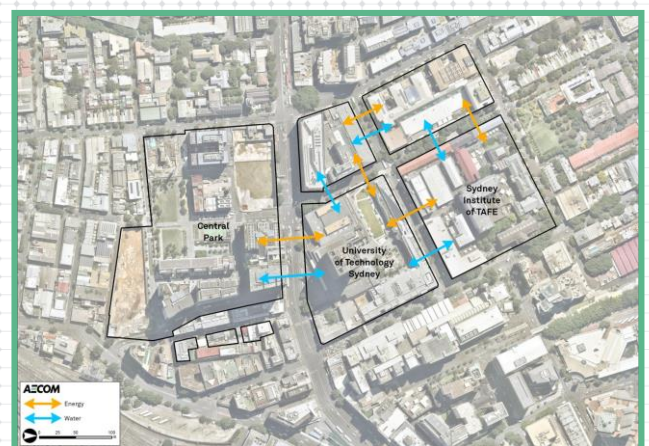 Central
Park
University
of Technology
Sydney
Sydney
Institute
of TAFE
AECOM
Energy
Water